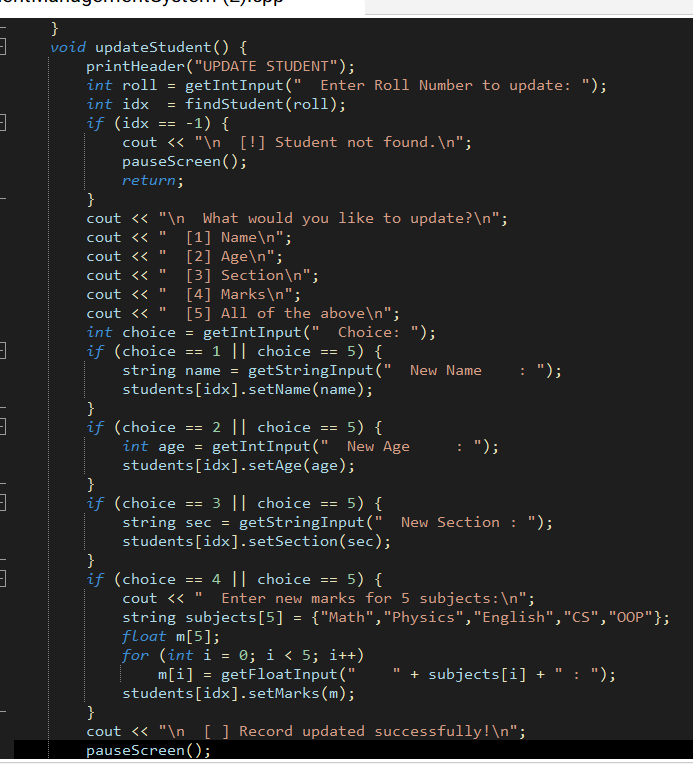 (2).cpp
}
void updateStudent() {
printHeader("UPDATE STUDENT");
int roll = getIntInput("  Enter Roll Number to update: ");
int idx  = findStudent(roll);
if (idx == -1) {
cout << "\n  [!] Student not found.\n";
pauseScreen();
return;
}
cout << "\n  What would you like to update?\n";
cout << "  [1] Name\n";
cout << "  [2] Age\n";
cout << "  [3] Section\n";
cout << "  [4] Marks\n";
cout << "  [5] All of the above\n";
int choice = getIntInput("  Choice: ");
if (choice == 1 || choice == 5) {
string name = getStringInput("  New Name    : ");
students[idx].setName(name);
}
if (choice == 2 || choice == 5) {
int age = getIntInput("  New Age     : ");
students[idx].setAge(age);
}
if (choice == 3 || choice == 5) {
string sec = getStringInput("  New Section : ");
students[idx].setSection(sec);
}
if (choice == 4 || choice == 5) {
cout << "  Enter new marks for 5 subjects:\n";
string subjects[5] = {"Math","Physics","English","CS","OOP"};
float m[5];
for (int i = 0; i < 5; i++)
m[i] = getFloatInput("    " + subjects[i] + " : ");
students[idx].setMarks(m);
}
cout << "\n  [ ] Record updated successfully!\n";
pauseScreen();